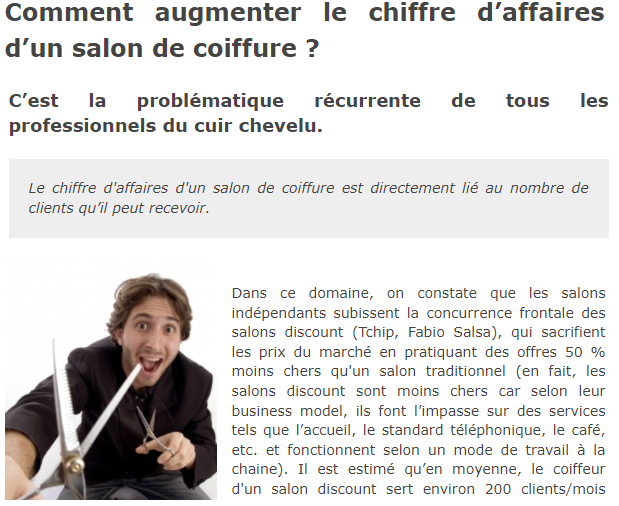 Comment augmenter le chiffre d’affaires
d’un salon de coiffure ?
C’est la problématique récurrente de tous les
professionnels du cuir chevelu.
Le chiffre d'affaires d'un salon de coiffure est directement lié au nombre de
clients qu’il peut recevoir.
Dans ce domaine, on constate que les salons
indépendants subissent la concurrence frontale des
salons discount (Tchip, Fabio Salsa), qui sacrifient
les prix du marché en pratiquant des offres 50 %
moins chers qu'un salon traditionnel (en fait, les
salons discount sont moins chers car selon leur
business model, ils font l’impasse sur des services
tels que l’accueil, le standard téléphonique, le café,
etc. et fonctionnent selon un mode de travail à la
chaine). Il est estimé qu’en moyenne, le coiffeur
d'un salon discount sert environ 200 clients/mois